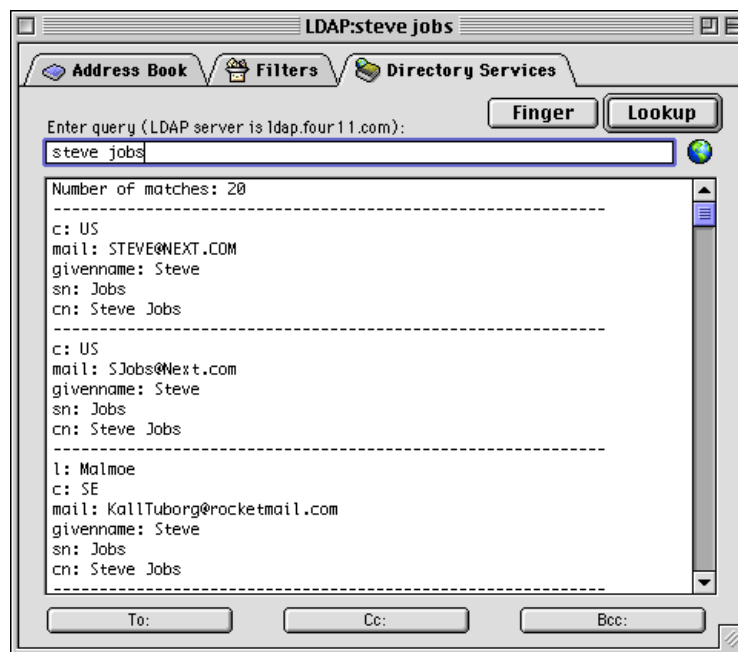 LDAP:steve jobs
Address Book Filters Directory Services
Finger Lookup
Enter query (LDAP server is ldap.four11.com):
steve jobs
Number of matches: 20
------------------------------------------------------------
c: US
mail: STEVE@NEXT.COM
givenname: Steve
sn: Jobs
cn: Steve Jobs
------------------------------------------------------------
c: US
mail: SJobs@Next.com
givenname: Steve
sn: Jobs
cn: Steve Jobs
------------------------------------------------------------
l: Malmoe
c: SE
mail: KallTuborg@rocketmail.com
givenname: Steve
sn: Jobs
cn: Steve Jobs
------------------------------------------------------------
To: Cc: Bcc: